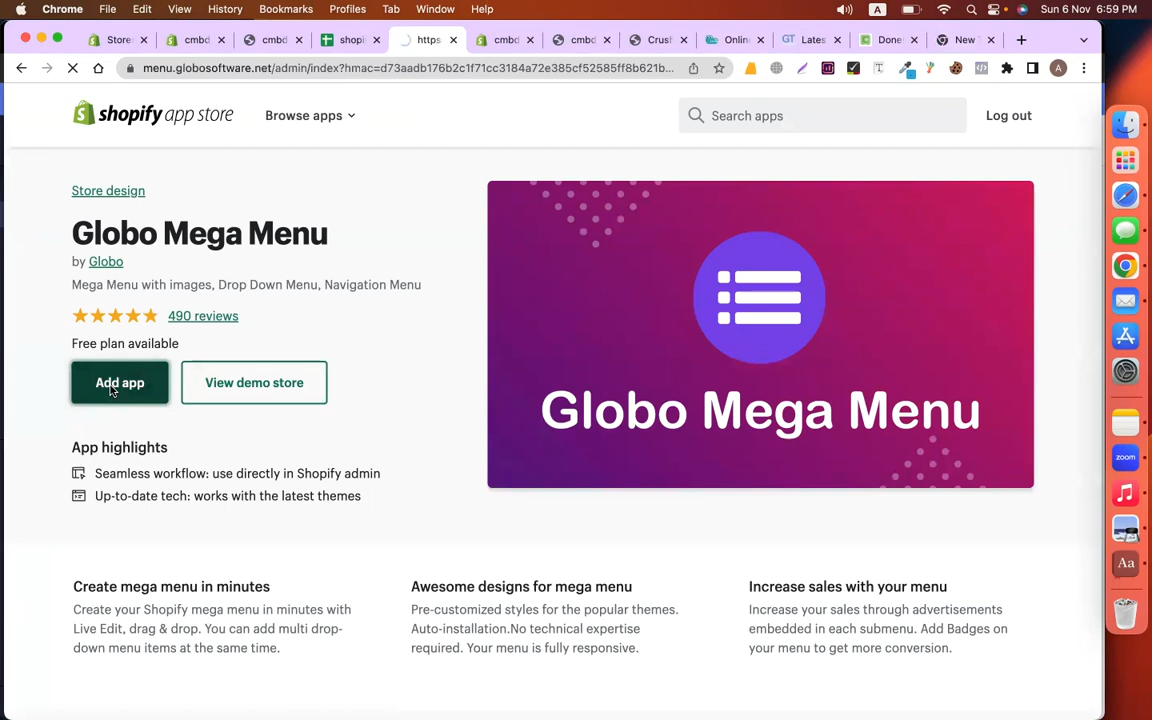 Chrome File Edit View History Bookmarks Profiles Tab Window Help A Sun 6 Nov 6:59 PM
Store: cmbd cmbd shopi https cmbd cmbd Crush Online GT Lates Done! New T
menu.globosoftware.net/admin/index?hmac=d73aadb176b2c1f71cc3184a72e385cf52585ff8b621b... A
shopify app store Browse apps Search apps Log out
Store design
Globo Mega Menu
by Globo
Mega Menu with images, Drop Down Menu, Navigation Menu
490 reviews
Free plan available
Add app View demo store
Globo Mega Menu
App highlights
Seamless workflow: use directly in Shopify admin
Up-to-date tech: works with the latest themes
Create mega menu in minutes
Create your Shopify mega menu in minutes with
Live Edit, drag & drop. You can add multi drop-
down menu items at the same time.
Awesome designs for mega menu
Pre-customized styles for the popular themes.
Auto-installation.No technical expertise
required. Your menu is fully responsive.
Increase sales with your menu
Increase your sales through advertisements
embedded in each submenu. Add Badges on
your menu to get more conversion.
zoom
Aa